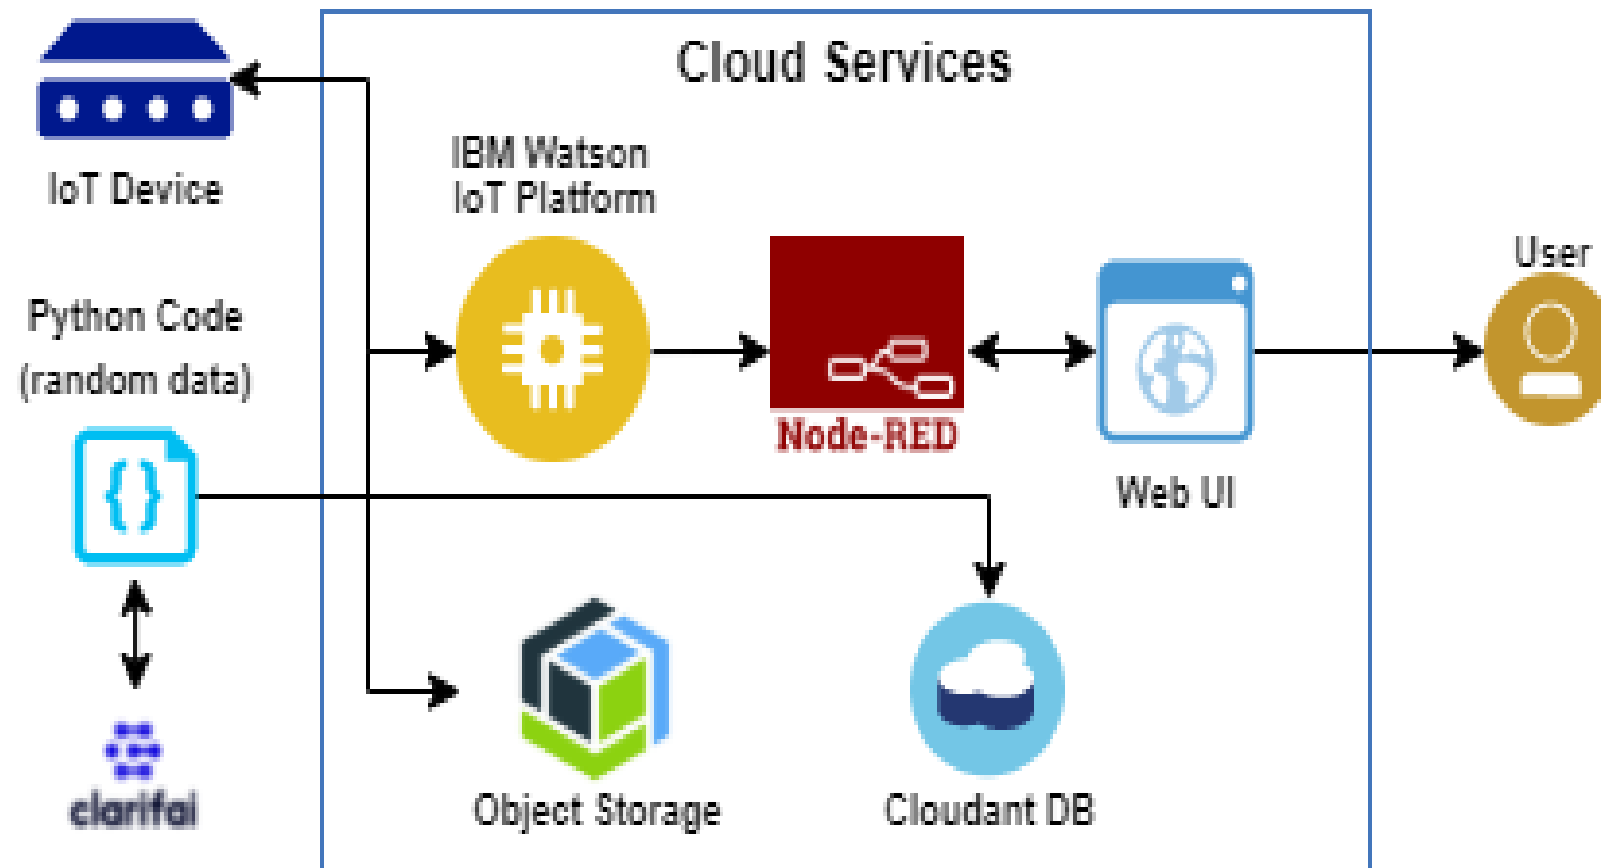 Cloud Services
IoT Device
IBM Watson
IoT Platform
User
Python Code
(random data)
{}
Node-RED
Web UI
clarifai
Object Storage
Cloudant DB